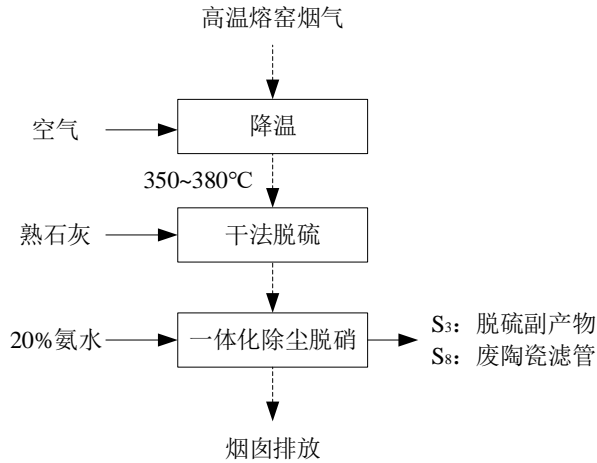 高温熔窑烟气
空气
降温
350~380℃
熟石灰
干法脱硫
20%氨水
一体化除尘脱硝
S₃：脱硫副产物
S₈：废陶瓷滤管
烟囱排放